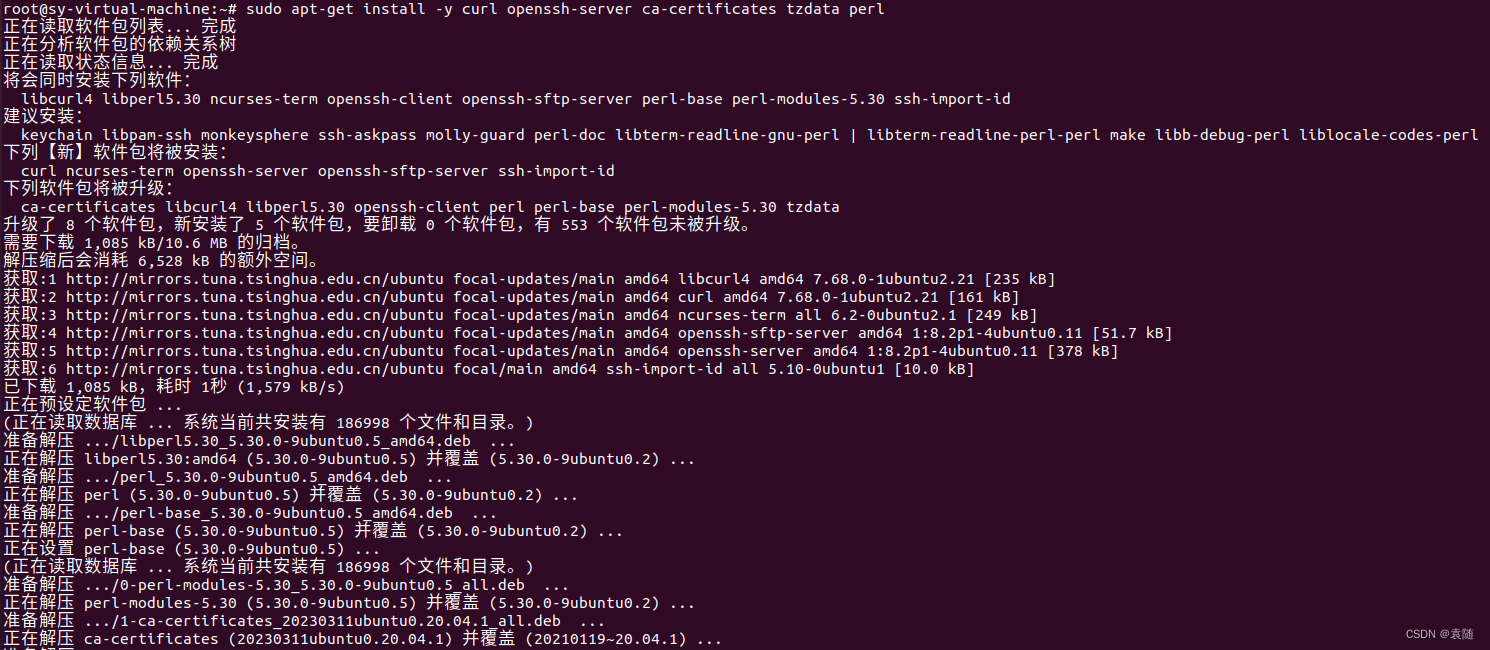 root@sy-virtual-machine:~# sudo apt-get install -y curl openssh-server ca-certificates tzdata perl
正在读取软件包列表... 完成
正在分析软件包的依赖关系树
正在读取状态信息... 完成
将会同时安装下列软件：
  libcurl4 libperl5.30 ncurses-term openssh-client openssh-sftp-server perl-base perl-modules-5.30 ssh-import-id
建议安装：
  keychain libpam-ssh monkeysphere ssh-askpass molly-guard perl-doc libterm-readline-gnu-perl | libterm-readline-perl-perl make libb-debug-perl liblocale-codes-perl
下列【新】软件包将被安装：
  curl ncurses-term openssh-server openssh-sftp-server ssh-import-id
下列软件包将被升级：
  ca-certificates libcurl4 libperl5.30 openssh-client perl perl-base perl-modules-5.30 tzdata
升级了 8 个软件包，新安装了 5 个软件包，要卸载 0 个软件包，有 553 个软件包未被升级。
需要下载 1,085 kB/10.6 MB 的归档。
解压缩后会消耗 6,528 kB 的额外空间。
获取:1 http://mirrors.tuna.tsinghua.edu.cn/ubuntu focal-updates/main amd64 libcurl4 amd64 7.68.0-1ubuntu2.21 [235 kB]
获取:2 http://mirrors.tuna.tsinghua.edu.cn/ubuntu focal-updates/main amd64 curl amd64 7.68.0-1ubuntu2.21 [161 kB]
获取:3 http://mirrors.tuna.tsinghua.edu.cn/ubuntu focal-updates/main amd64 ncurses-term all 6.2-0ubuntu2.1 [249 kB]
获取:4 http://mirrors.tuna.tsinghua.edu.cn/ubuntu focal-updates/main amd64 openssh-sftp-server amd64 1:8.2p1-4ubuntu0.11 [51.7 kB]
获取:5 http://mirrors.tuna.tsinghua.edu.cn/ubuntu focal-updates/main amd64 openssh-server amd64 1:8.2p1-4ubuntu0.11 [378 kB]
获取:6 http://mirrors.tuna.tsinghua.edu.cn/ubuntu focal/main amd64 ssh-import-id all 5.10-0ubuntu1 [10.0 kB]
已下载 1,085 kB，耗时 1秒 (1,579 kB/s)
正在预设定软件包 ...
(正在读取数据库 ... 系统当前共安装有 186998 个文件和目录。)
准备解压 .../libperl5.30_5.30.0-9ubuntu0.5_amd64.deb  ...
正在解压 libperl5.30:amd64 (5.30.0-9ubuntu0.5) 并覆盖 (5.30.0-9ubuntu0.2) ...
准备解压 .../perl_5.30.0-9ubuntu0.5_amd64.deb  ...
正在解压 perl (5.30.0-9ubuntu0.5) 并覆盖 (5.30.0-9ubuntu0.2) ...
准备解压 .../perl-base_5.30.0-9ubuntu0.5_amd64.deb  ...
正在解压 perl-base (5.30.0-9ubuntu0.5) 并覆盖 (5.30.0-9ubuntu0.2) ...
正在设置 perl-base (5.30.0-9ubuntu0.5) ...
(正在读取数据库 ... 系统当前共安装有 186998 个文件和目录。)
准备解压 .../0-perl-modules-5.30_5.30.0-9ubuntu0.5_all.deb  ...
正在解压 perl-modules-5.30 (5.30.0-9ubuntu0.5) 并覆盖 (5.30.0-9ubuntu0.2) ...
准备解压 .../1-ca-certificates_20230311ubuntu0.20.04.1_all.deb  ...
正在解压 ca-certificates (20230311ubuntu0.20.04.1) 并覆盖 (20210119~20.04.1) ...
CSDN @袁随